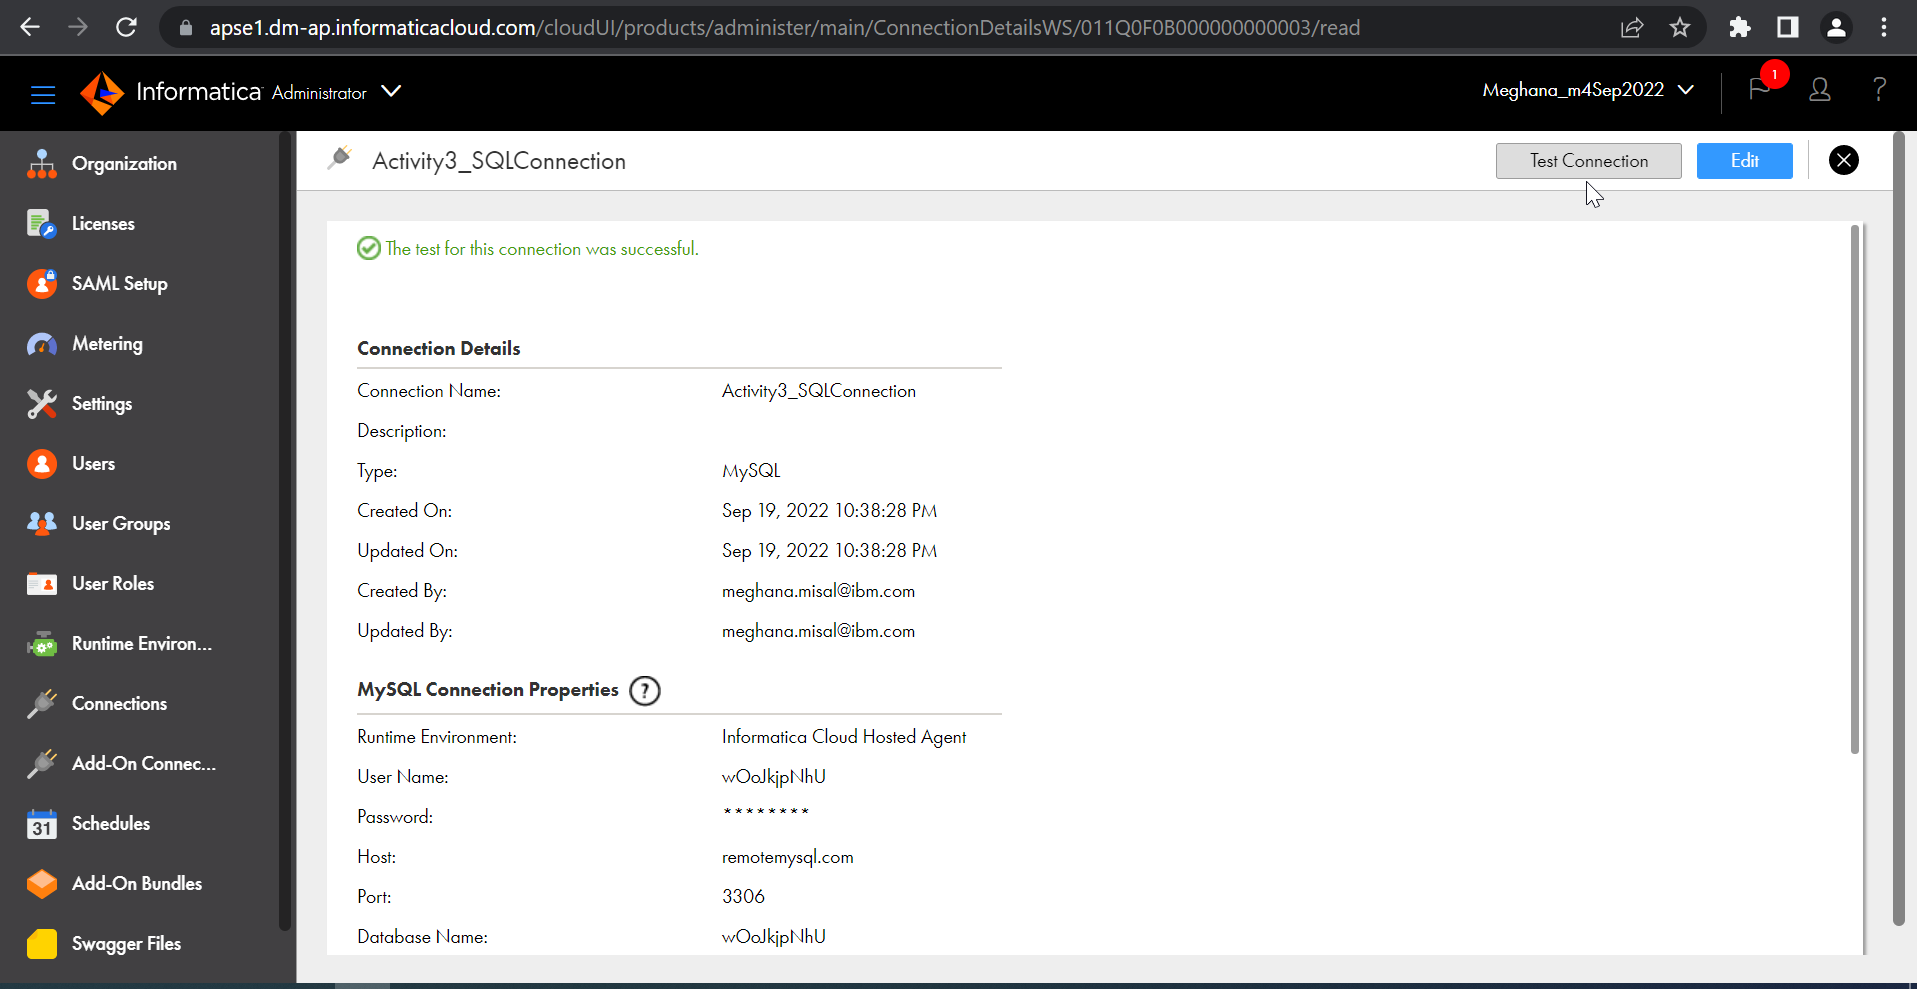 apse1.dm-ap.informaticacloud.com/cloudUI/products/administer/main/ConnectionDetailsWS/011Q0F0B000000000003/read
Informatica Administrator
Meghana_m4Sep2022
1
?
Organization
Licenses
SAML Setup
Metering
Settings
Users
User Groups
User Roles
Runtime Environ...
Connections
Add-On Connec...
31
Schedules
Add-On Bundles
Swagger Files
Activity3_SQLConnection
Test Connection
Edit
The test for this connection was successful.
Connection Details
Connection Name: Activity3_SQLConnection
Description:
Type: MySQL
Created On: Sep 19, 2022 10:38:28 PM
Updated On: Sep 19, 2022 10:38:28 PM
Created By: meghana.misal@ibm.com
Updated By: meghana.misal@ibm.com
MySQL Connection Properties ?
Runtime Environment: Informatica Cloud Hosted Agent
User Name: wOoJkjpNhU
Password: ********
Host: remotemysql.com
Port: 3306
Database Name: wOoJkjpNhU